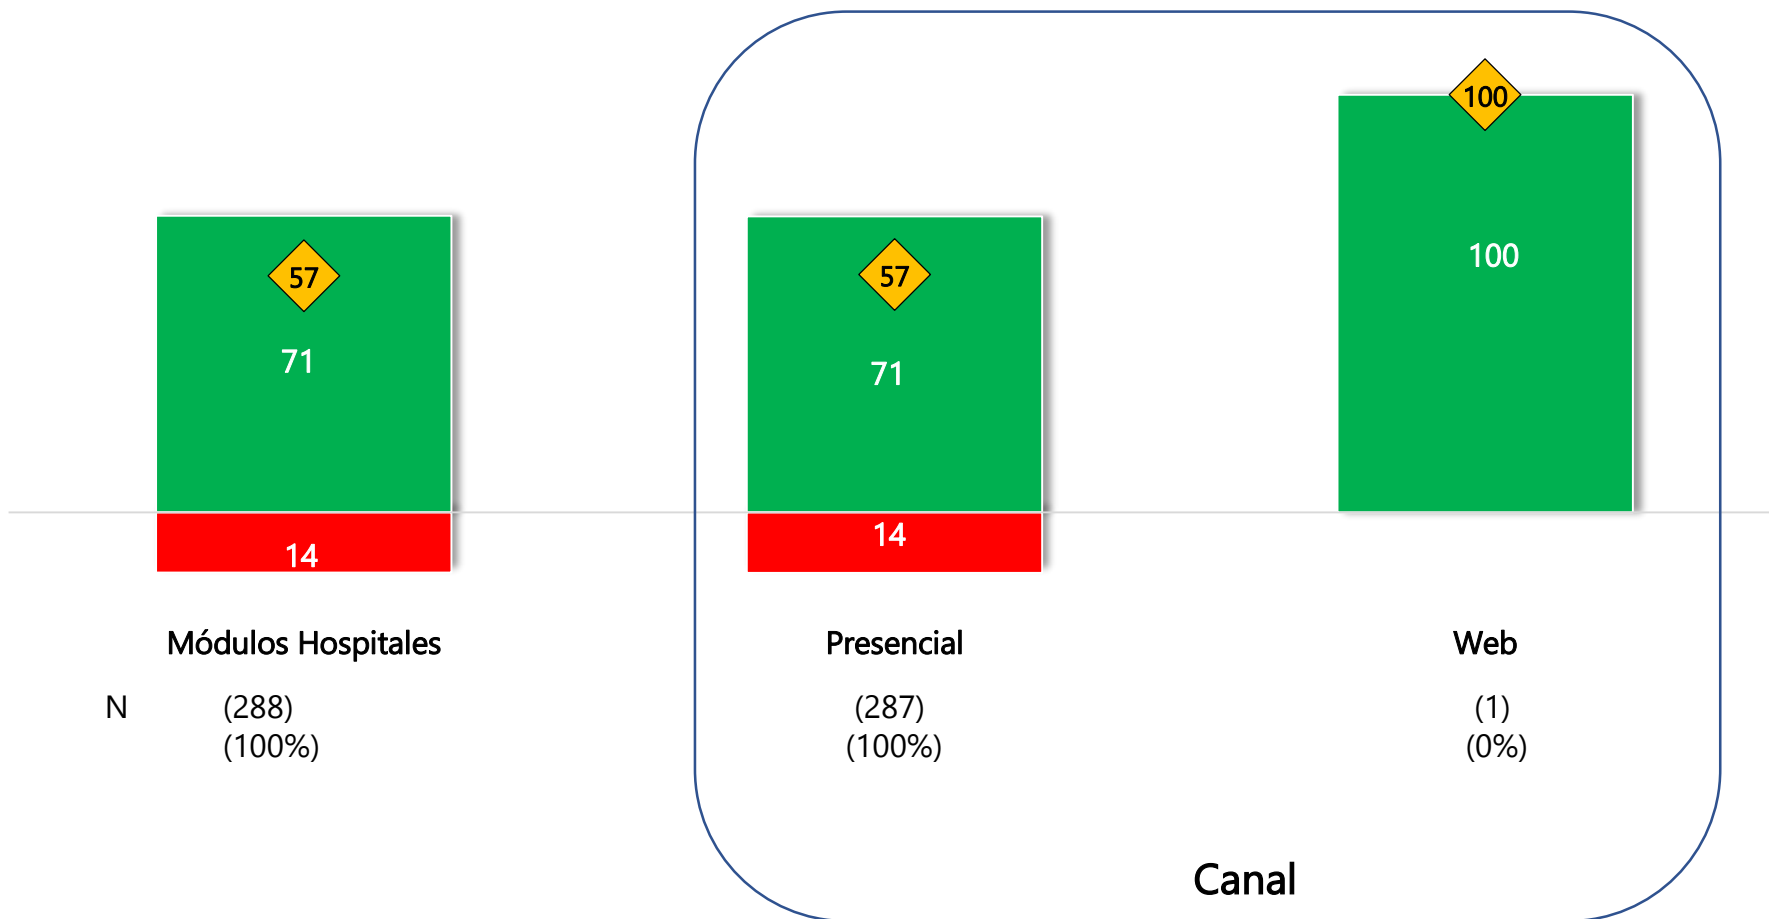 100
57
57
100
71
71
14
14
Módulos Hospitales
Presencial
Web
N
(288)
(287)
(1)
(100%)
(100%)
(0%)
Canal